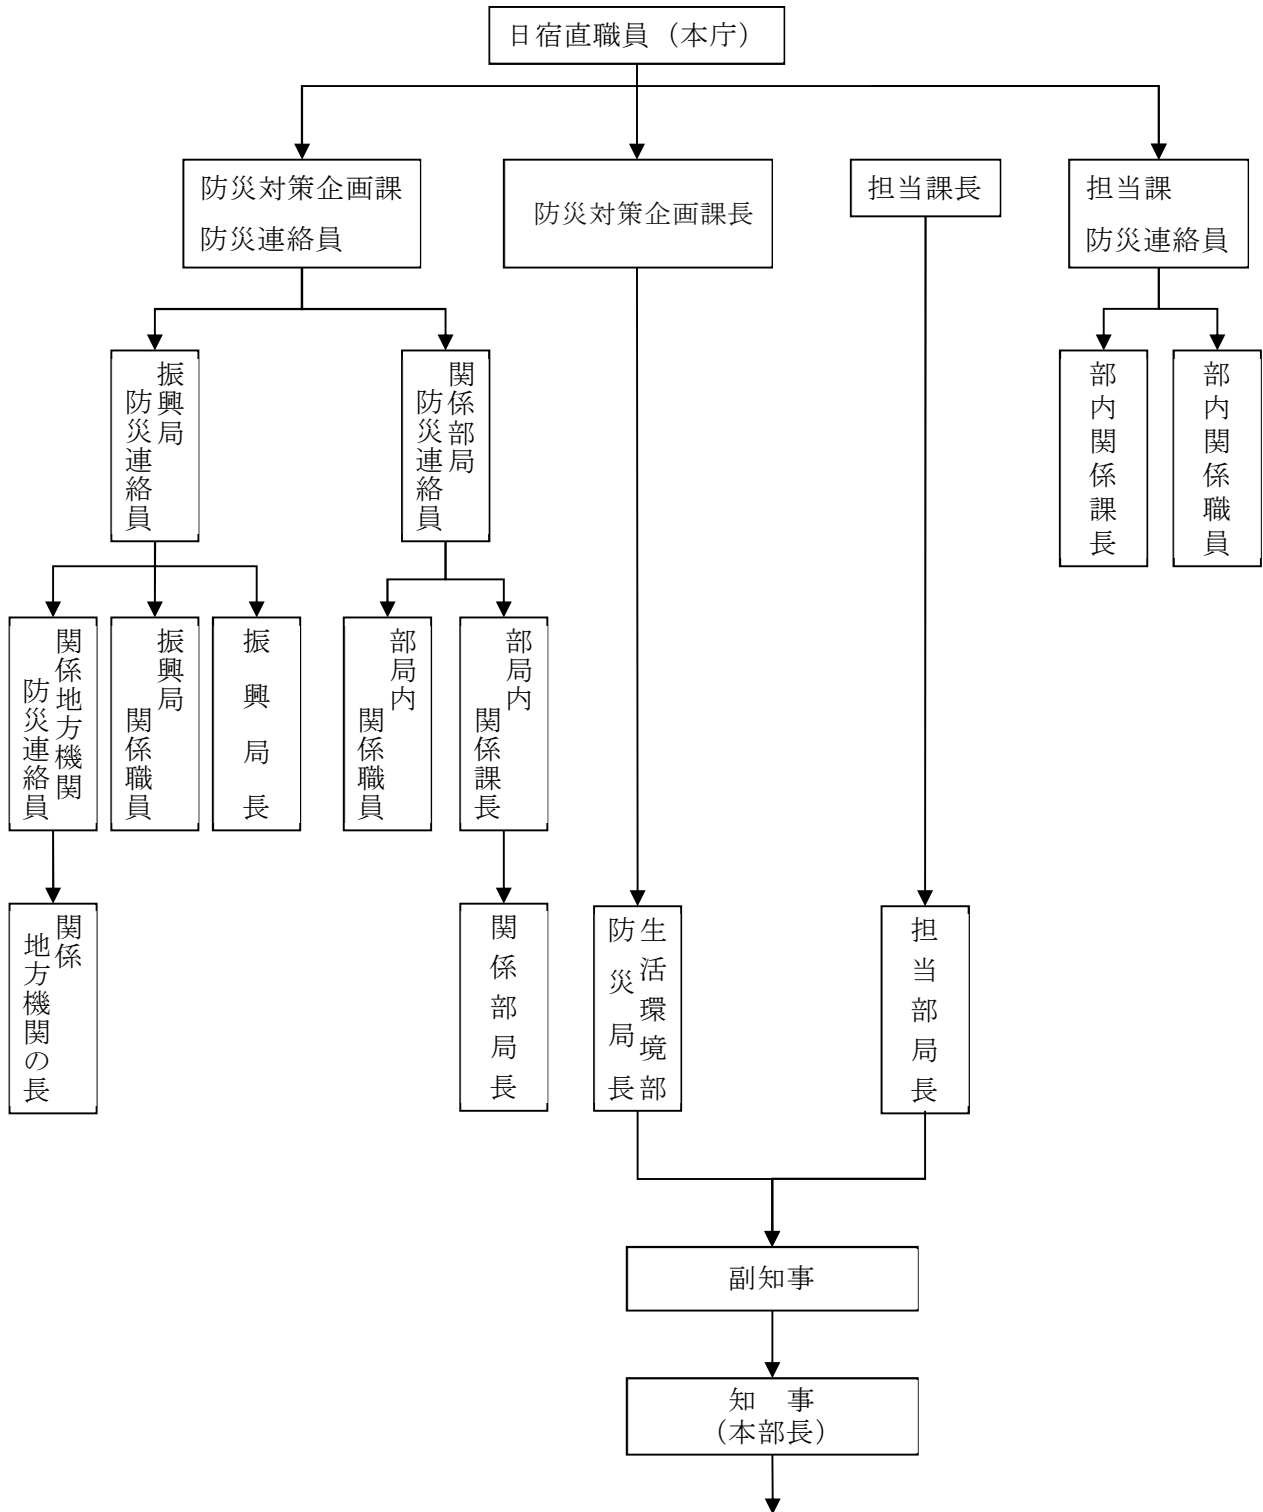 日宿直職員（本庁）
防災対策企画課
防災連絡員
防災対策企画課長
担当課長
担当課
防災連絡員
振興局
防災連絡員
関係部局
防災連絡員
部内関係課長
部内関係職員
関係地方機関
防災連絡員
振興局
関係職員
振興局長
部局内
関係職員
部局内
関係課長
関係
地方機関の長
関係部局長
生活環境部
防災局長
担当部局長
副知事
知　事
（本部長）